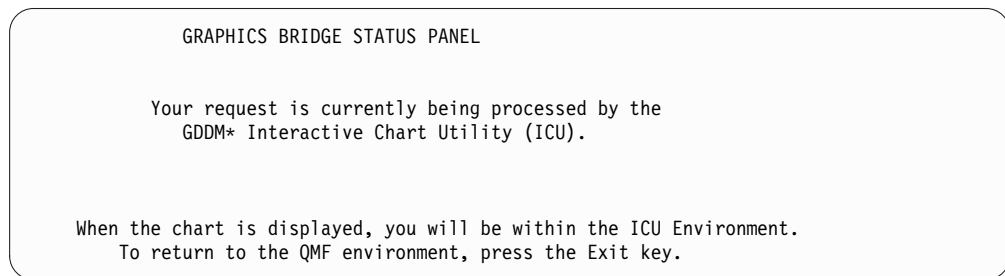 GRAPHICS BRIDGE STATUS PANEL
Your request is currently being processed by the
GDDM* Interactive Chart Utility (ICU).
When the chart is displayed, you will be within the ICU Environment.
To return to the QMF environment, press the Exit key.